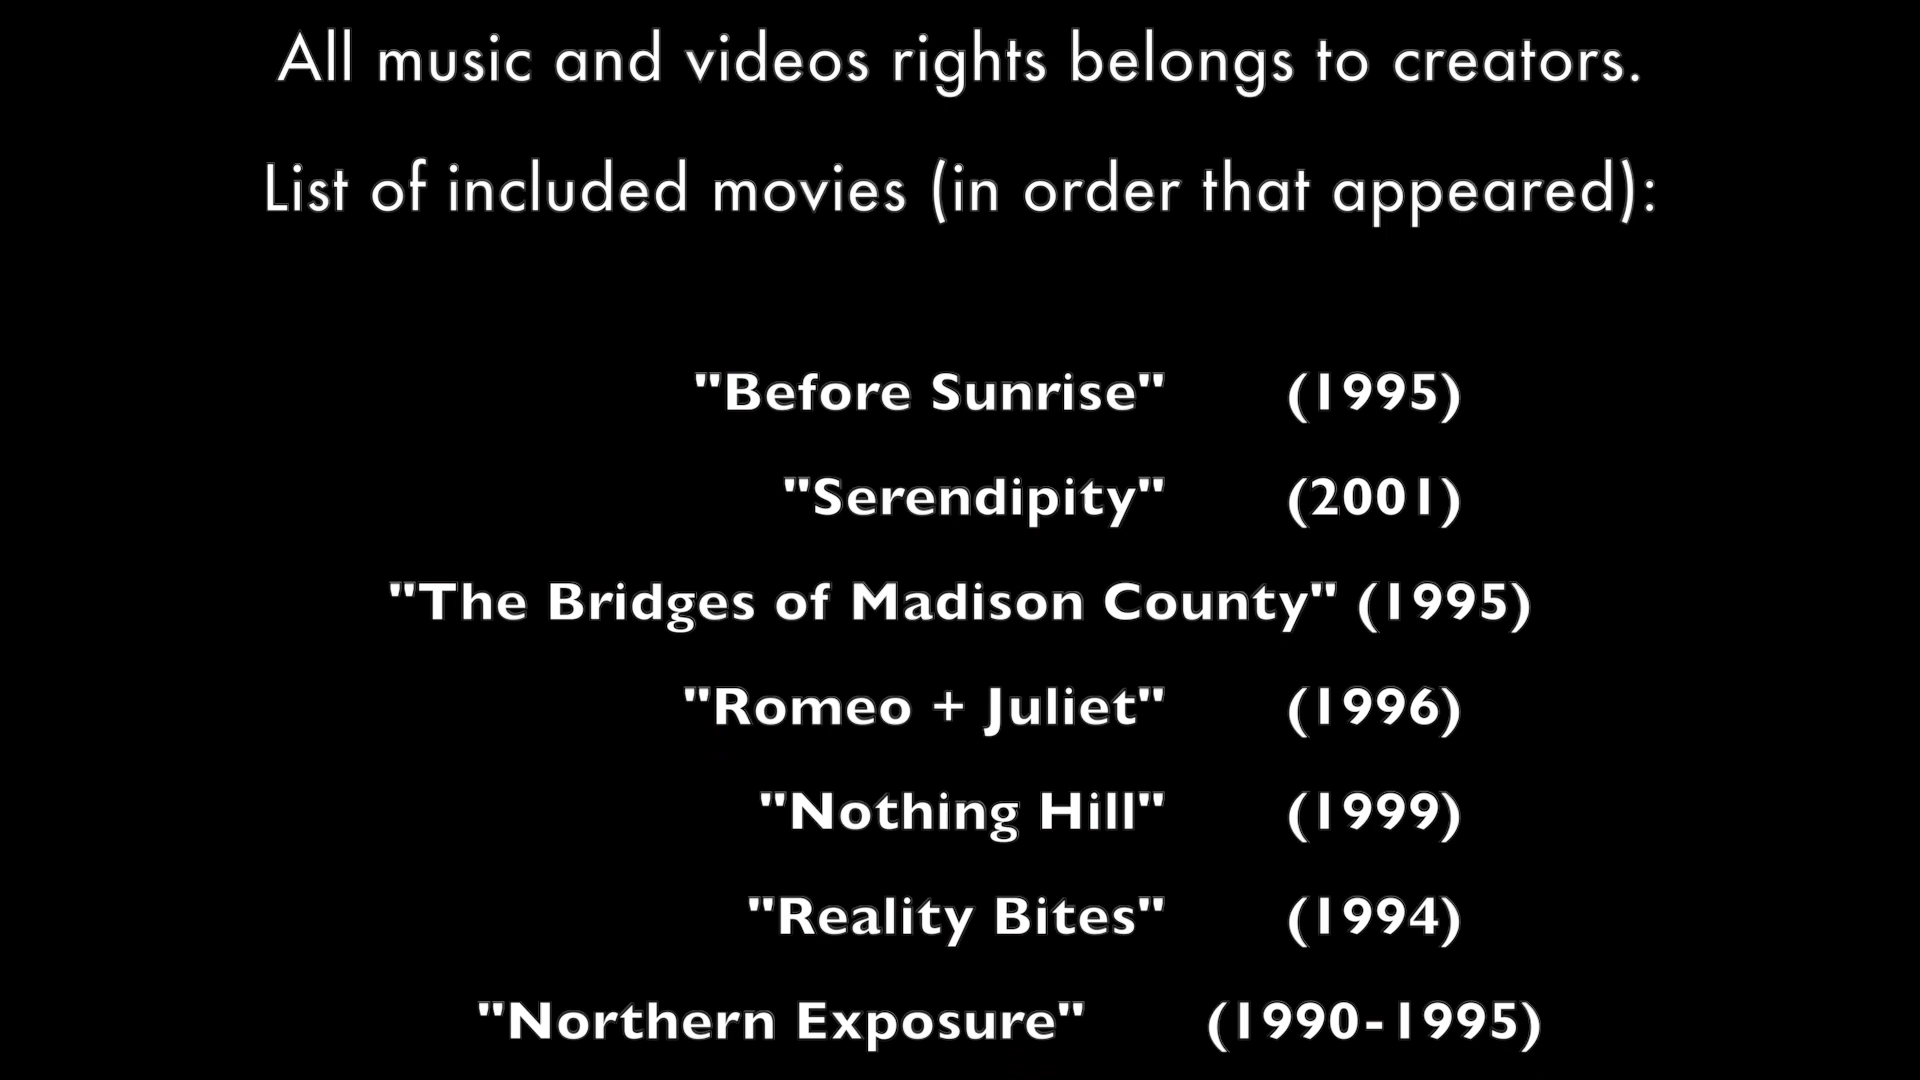 All music and videos rights belongs to creators.
List of included movies (in order that appeared):
"Before Sunrise" (1995)
"Serendipity" (2001)
"The Bridges of Madison County" (1995)
"Romeo + Juliet" (1996)
"Nothing Hill" (1999)
"Reality Bites" (1994)
"Northern Exposure" (1990-1995)